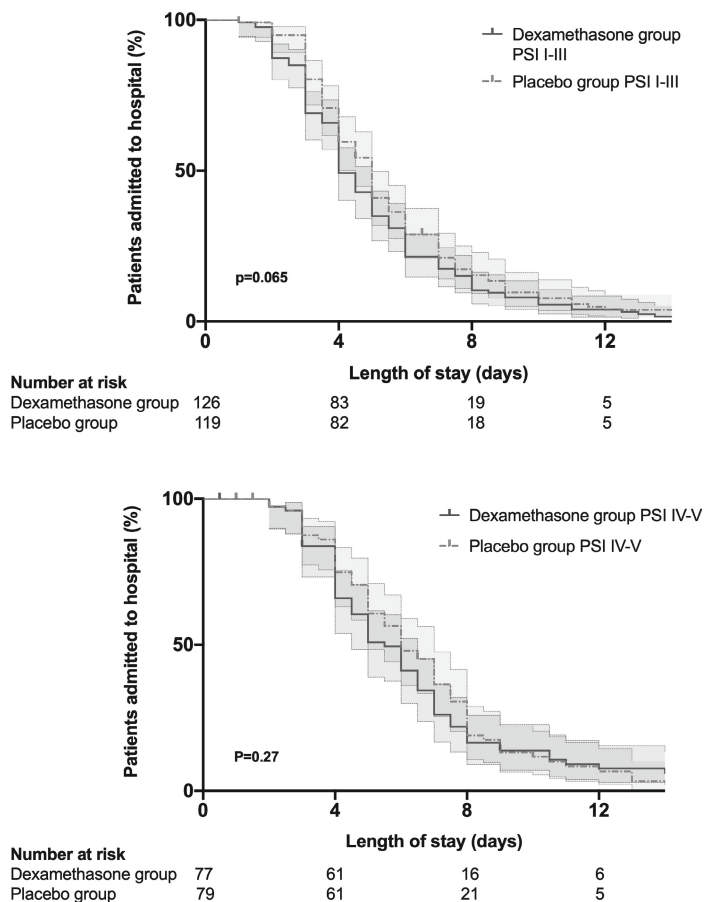 Patients admitted to hospital (%)
100
50
0
Dexamethasone group
PSI I-III
Placebo group PSI I-III
p=0.065
0 4 8 12
Length of stay (days)
Number at risk
Dexamethasone group 126 83 19 5
Placebo group 119 82 18 5
Patients admitted to hospital (%)
100
50
0
Dexamethasone group PSI IV-V
Placebo group PSI IV-V
P=0.27
0 4 8 12
Length of stay (days)
Number at risk
Dexamethasone group 77 61 16 6
Placebo group 79 61 21 5